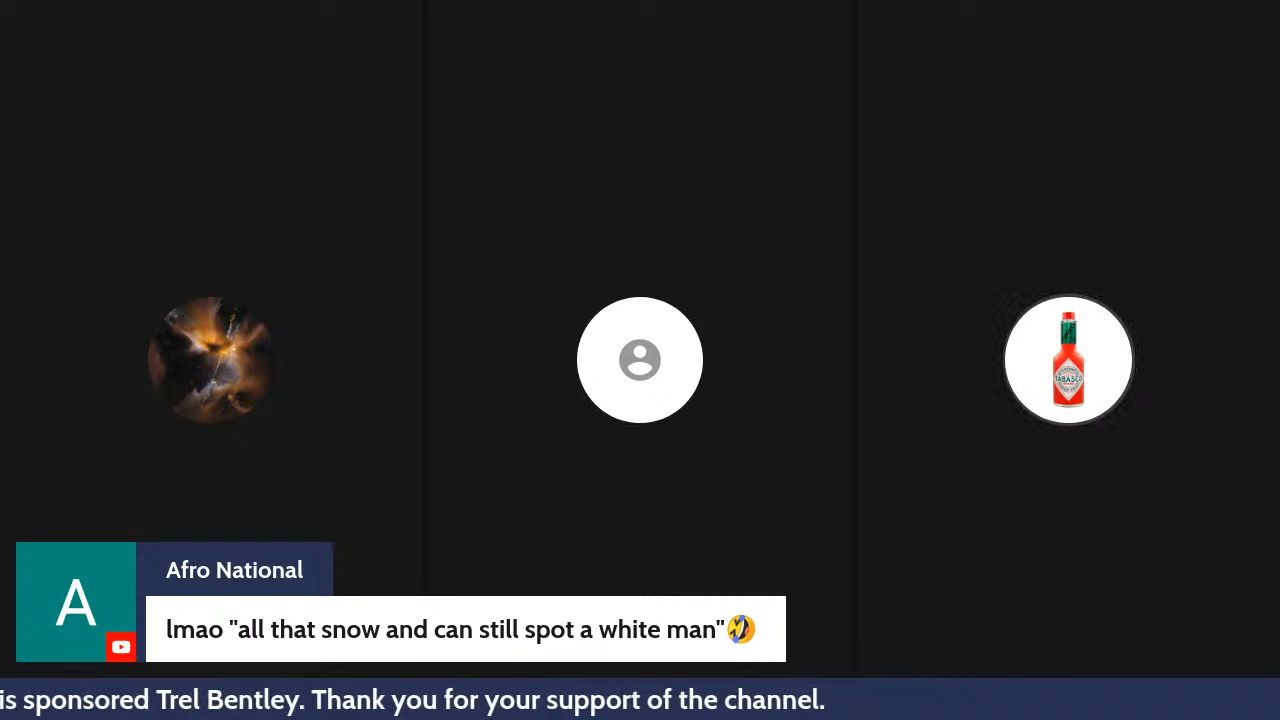 TABASCO
A
Afro National
lmao "all that snow and can still spot a white man"🤣
is sponsored Trel Bentley. Thank you for your support of the channel.